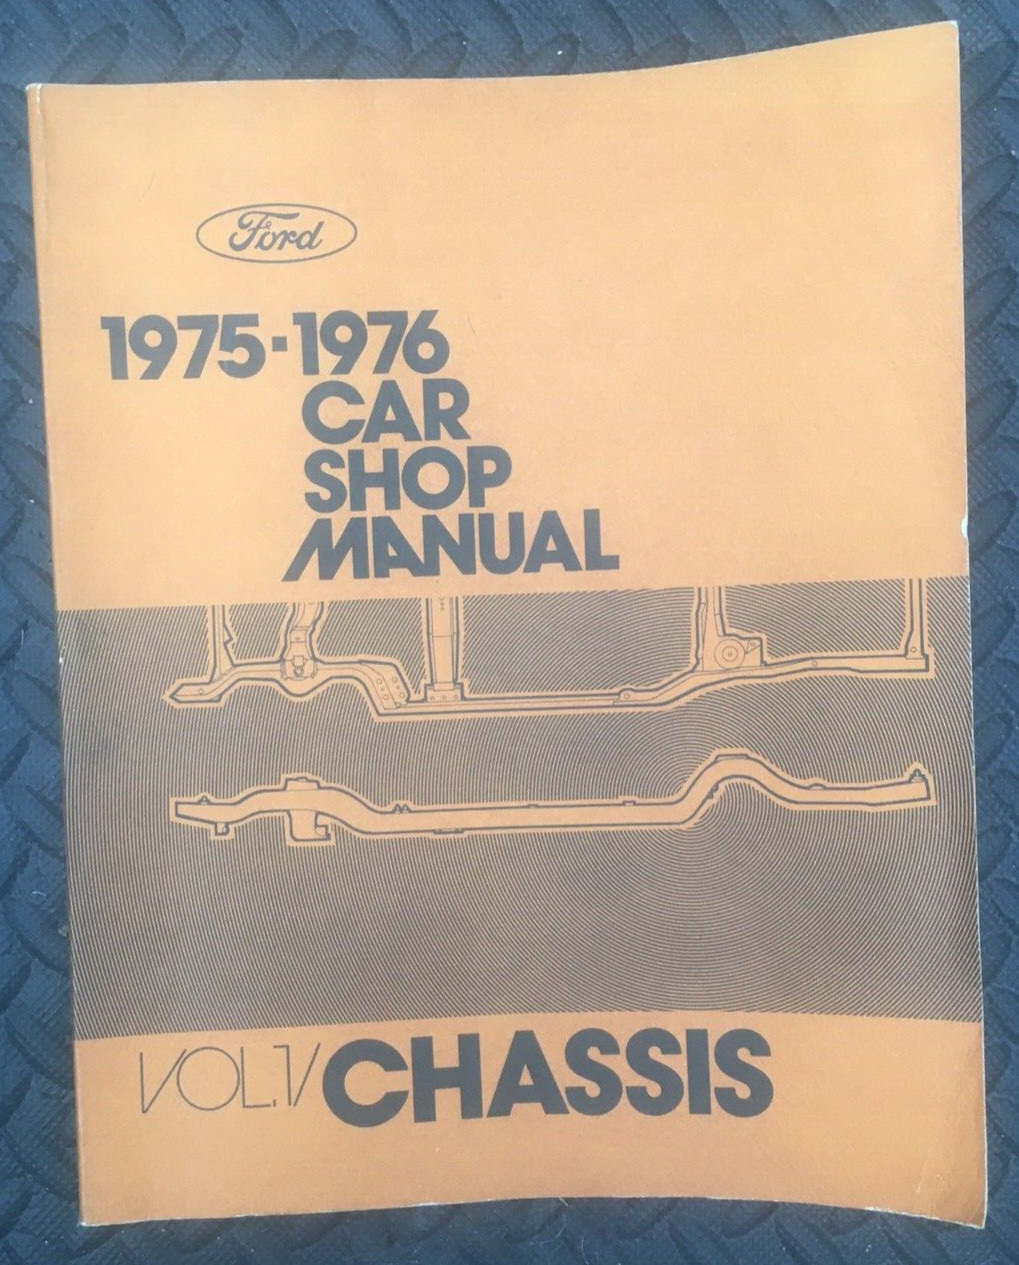 Ford
1975-1976
CAR
SHOP
MANUAL
VOL.1/CHASSIS